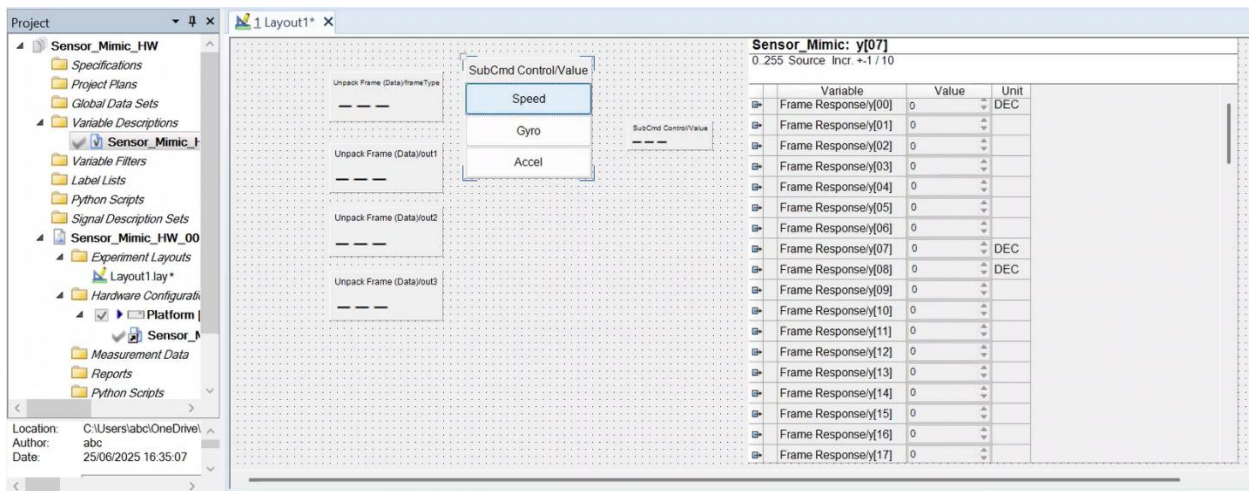 Project
Sensor_Mimic_HW
Specifications
Project Plans
Global Data Sets
Variable Descriptions
Sensor_Mimic_H
Variable Filters
Label Lists
Python Scripts
Signal Description Sets
Sensor_Mimic_HW_00
Experiment Layouts
Layout1.lay*
Hardware Configurati
Platform [
Sensor_M
Measurement Data
Reports
Python Scripts
Location: C:\Users\abc\OneDrive\
Author: abc
Date: 25/06/2025 16:35:07
1 Layout1*
Unpack Frame (Data)/frameType
Unpack Frame (Data)/out1
Unpack Frame (Data)/out2
Unpack Frame (Data)/out3
SubCmd Control/Value
Speed
Gyro
Accel
SubCmd Control/Value
Sensor_Mimic: y[07]
0..255 Source Incr. +-1 / 10
Variable Value Unit
Frame Response/y[00] 0 DEC
Frame Response/y[01] 0
Frame Response/y[02] 0
Frame Response/y[03] 0
Frame Response/y[04] 0
Frame Response/y[05] 0
Frame Response/y[06] 0
Frame Response/y[07] 0 DEC
Frame Response/y[08] 0 DEC
Frame Response/y[09] 0
Frame Response/y[10] 0
Frame Response/y[11] 0
Frame Response/y[12] 0
Frame Response/y[13] 0
Frame Response/y[14] 0
Frame Response/y[15] 0
Frame Response/y[16] 0
Frame Response/y[17] 0